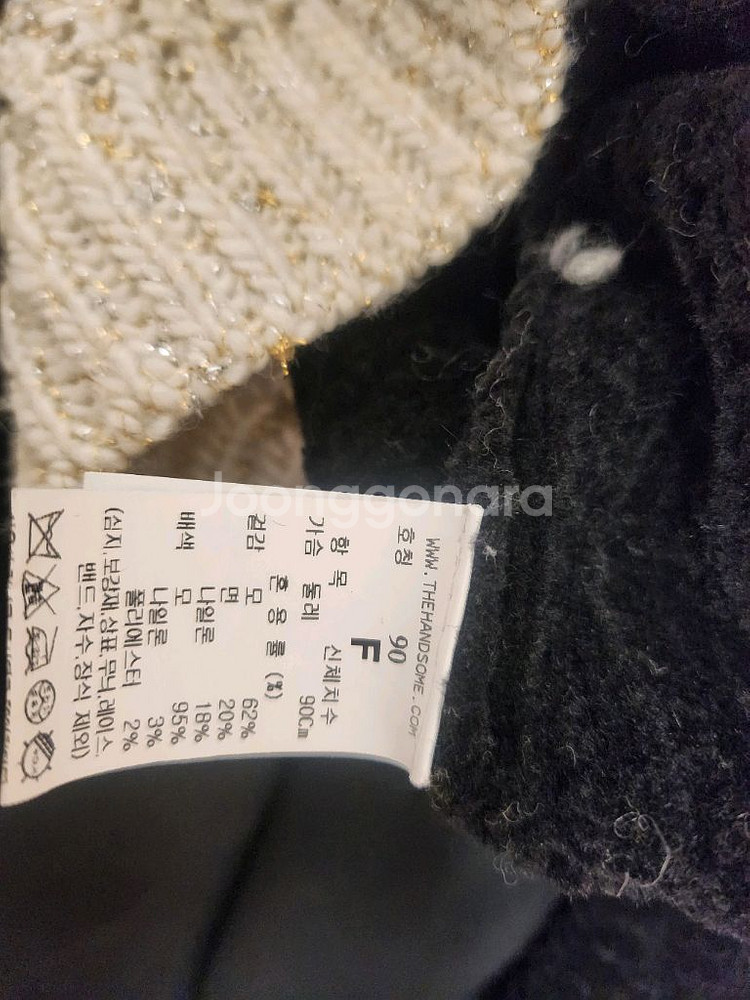 WWW.THEHANDSOME.COM
호칭 90
F
항 목 신체치수
가슴 둘레 90Cm
혼 용 률 (%)
겉감 모 62%
면 20%
나일론 18%
배색 모 95%
나일론 3%
폴리에스터 2%
(심지,보강재,상표,무늬,레이스,
밴드,자수,장식 제외)
Joonggonara